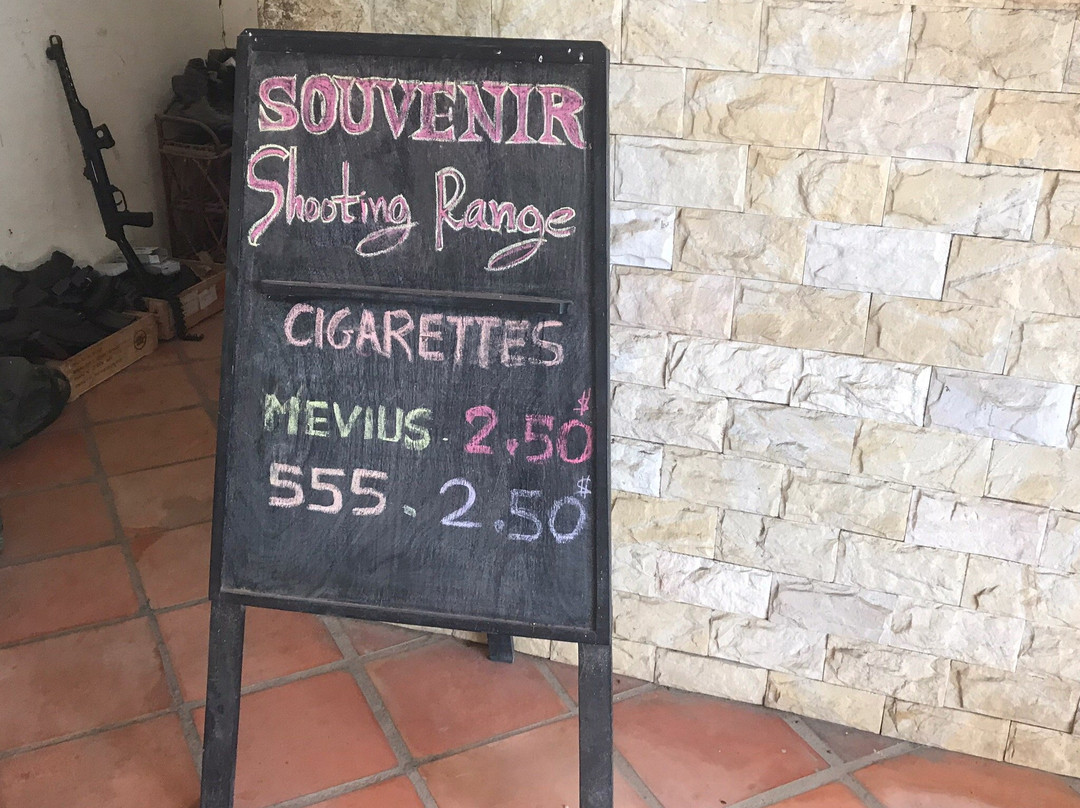 SOUVENIR
Shooting Range
CIGARETTES
MEVIUS - 2.50$
555. 2.50$